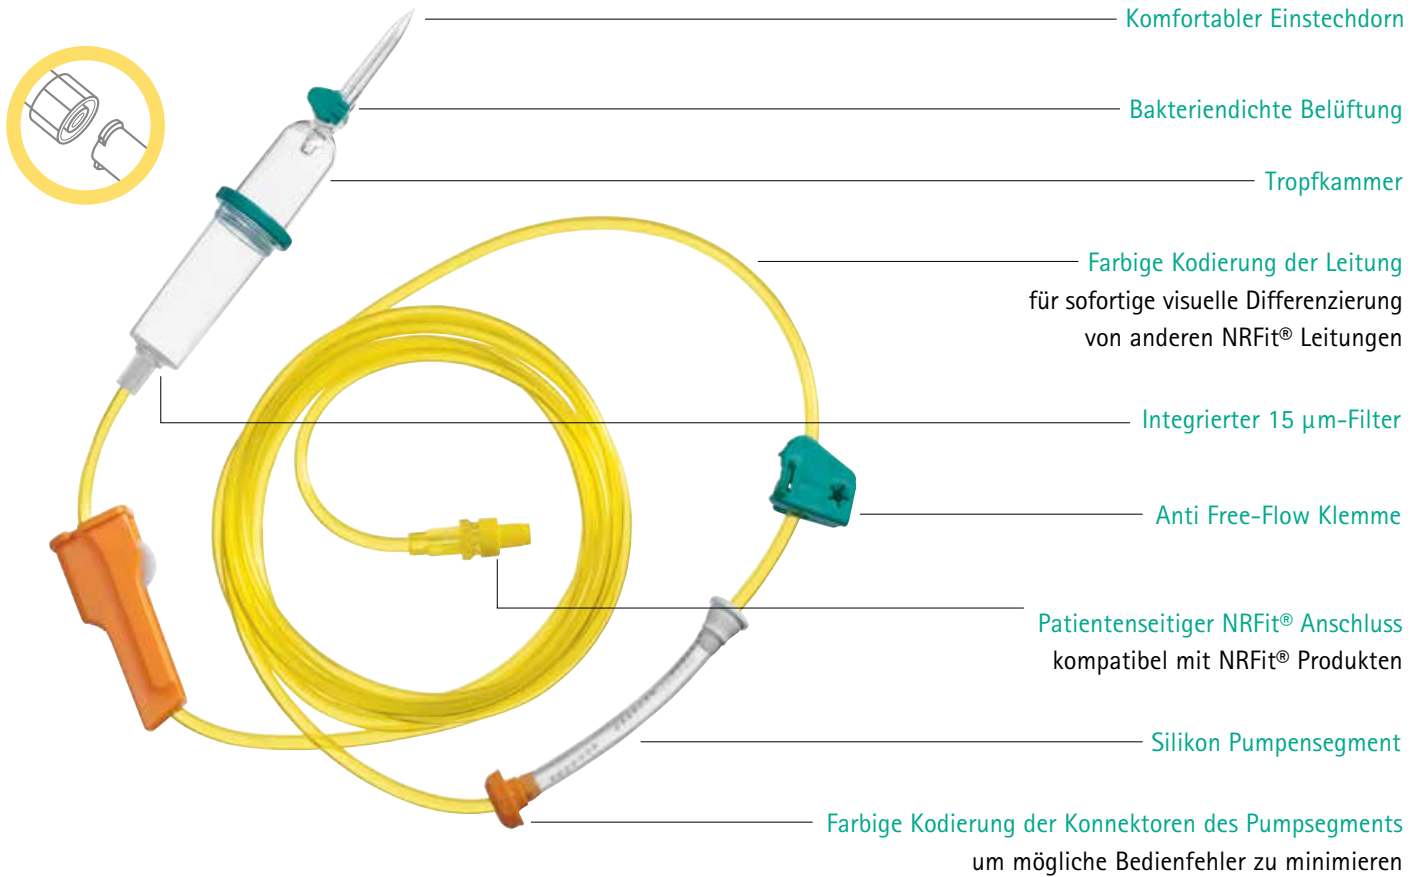 Komfortabler Einstechdorn
Bakteriendichte Belüftung
Tropfkammer
Farbige Kodierung der Leitung
für sofortige visuelle Differenzierung
von anderen NRFit® Leitungen
Integrierter 15 µm-Filter
Anti Free-Flow Klemme
Patientenseitiger NRFit® Anschluss
kompatibel mit NRFit® Produkten
Silikon Pumpensegment
Farbige Kodierung der Konnektoren des Pumpsegments
um mögliche Bedienfehler zu minimieren